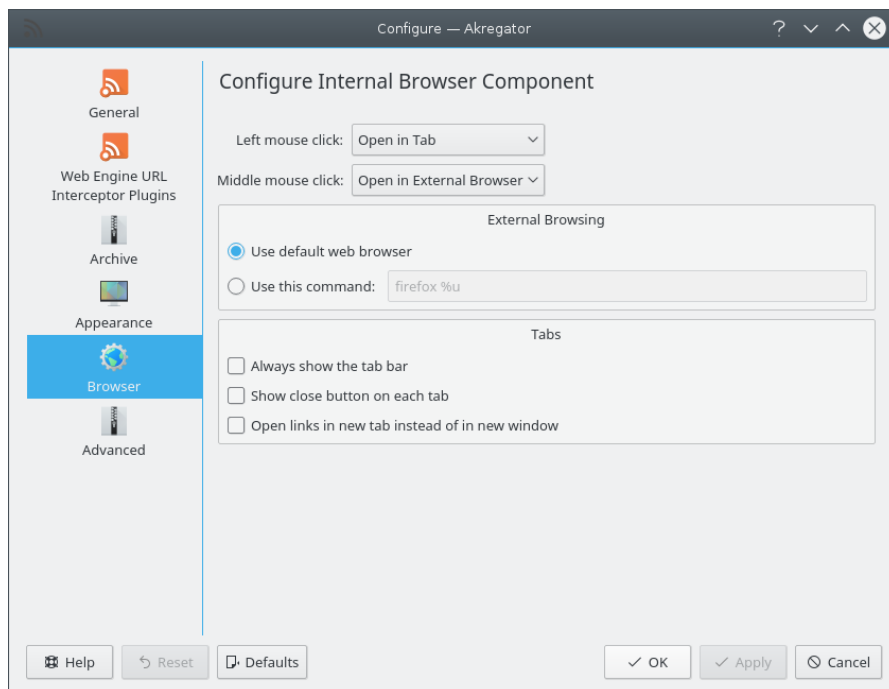 Configure — Akregator
General
Web Engine URL
Interceptor Plugins
Archive
Appearance
Browser
Advanced
Configure Internal Browser Component
Left mouse click: Open in Tab
Middle mouse click: Open in External Browser
External Browsing
Use default web browser
Use this command: firefox %u
Tabs
Always show the tab bar
Show close button on each tab
Open links in new tab instead of in new window
Help Reset Defaults OK Apply Cancel